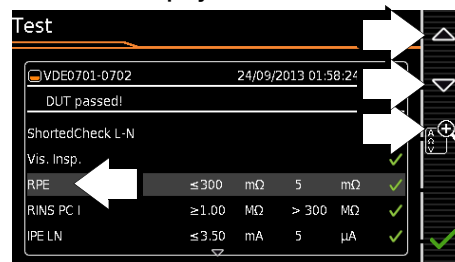 Test
VDE0701-0702 24/09/2013 01:58:24
DUT passed!
ShortedCheck L-N
Vis. Insp.
RPE ≤300 mΩ 5 mΩ
RINS PC I ≥1.00 MΩ > 300 MΩ
IPE LN ≤3.50 mA 5 µA